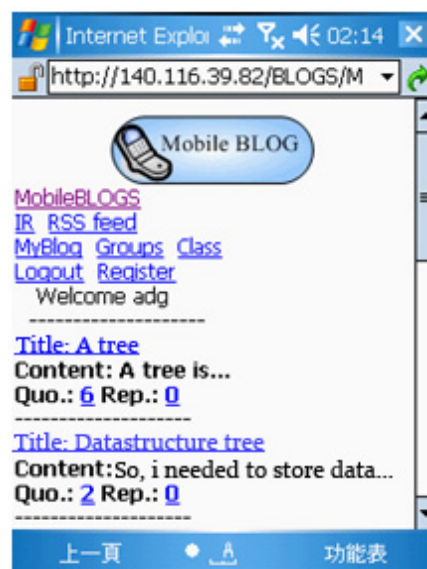 Internet Explor 02:14
http://140.116.39.82/BLOGS/M
Mobile BLOG
MobileBLOGS
IR RSS feed
MyBlog Groups Class
Logout Register
Welcome adg
--------------------
Title: A tree
Content: A tree is...
Quo.: 6 Rep.: 0
--------------------
Title: Datastructure tree
Content:So, i needed to store data...
Quo.: 2 Rep.: 0
--------------------
上一頁 功能表